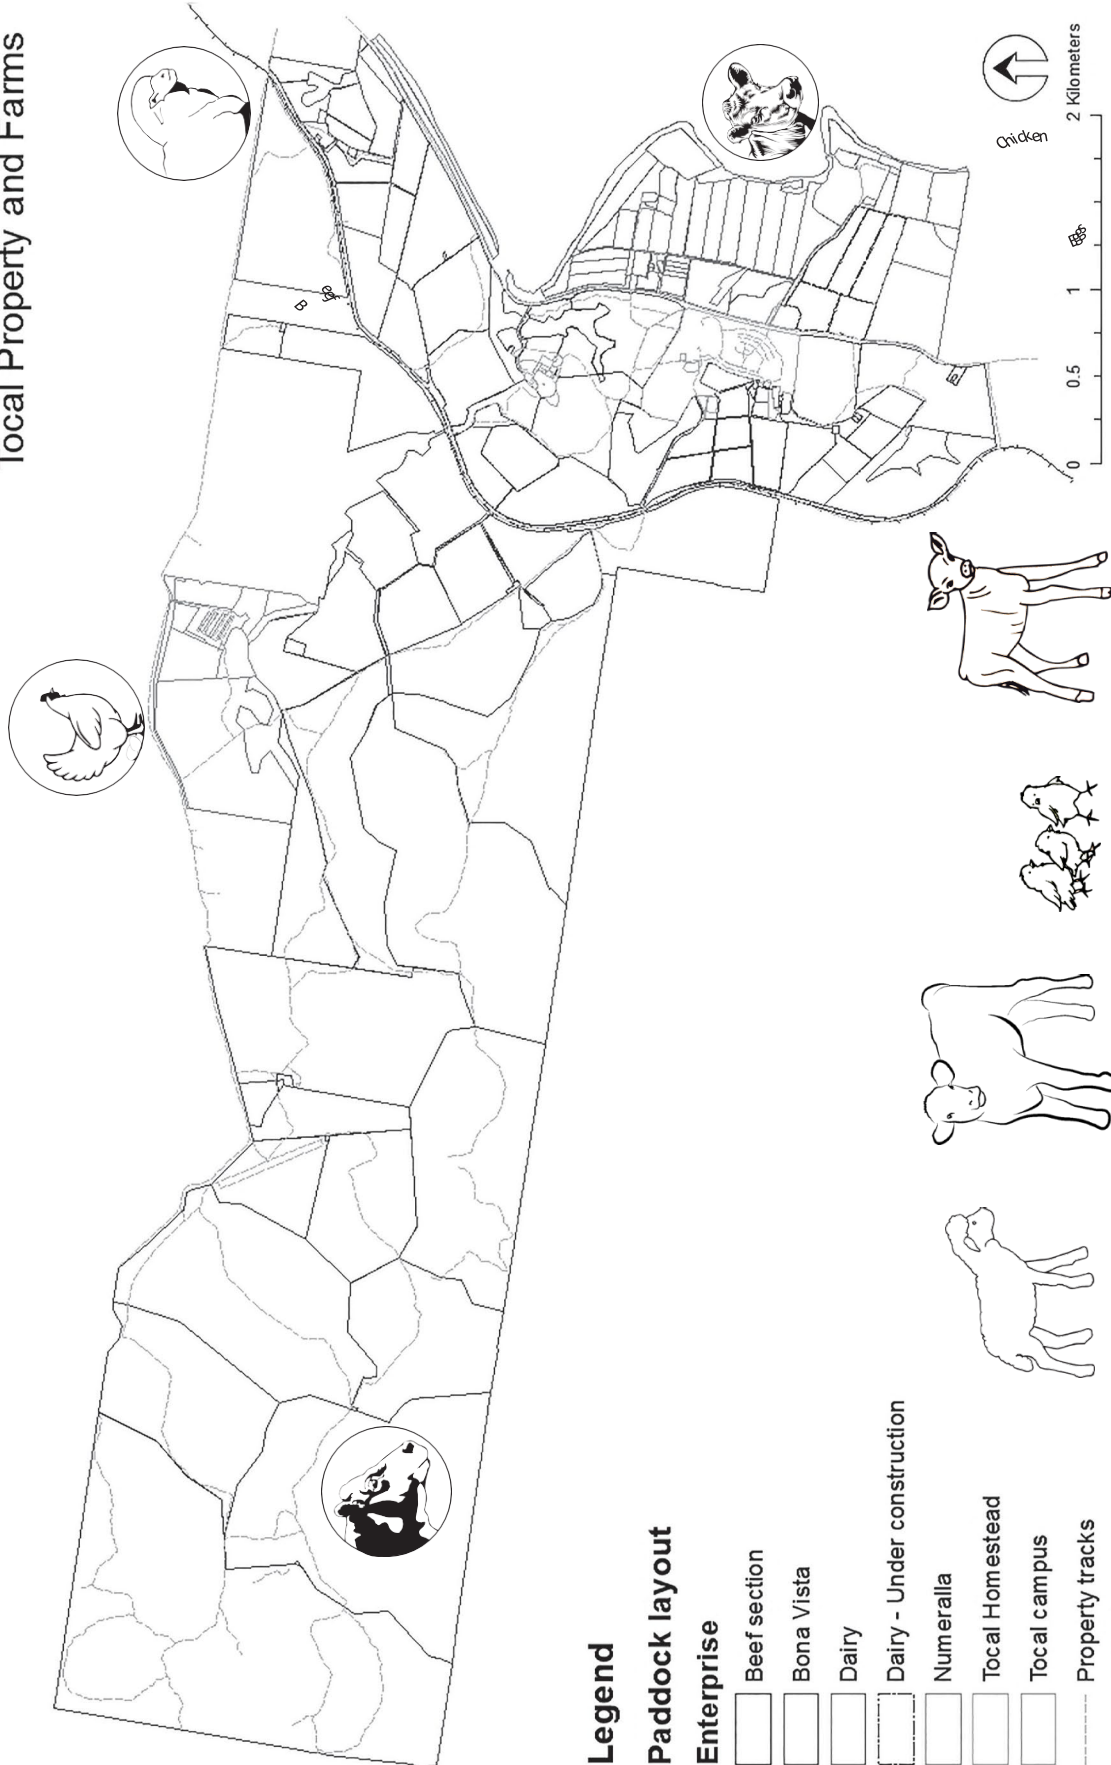 Tocal Property and Farms
Legend
Paddock layout
Enterprise
Beef section
Bona Vista
Dairy
Dairy - Under construction
Numeralla
Tocal Homestead
Tocal campus
Property tracks
0 0.5 1 2 Kilometers
Chicken